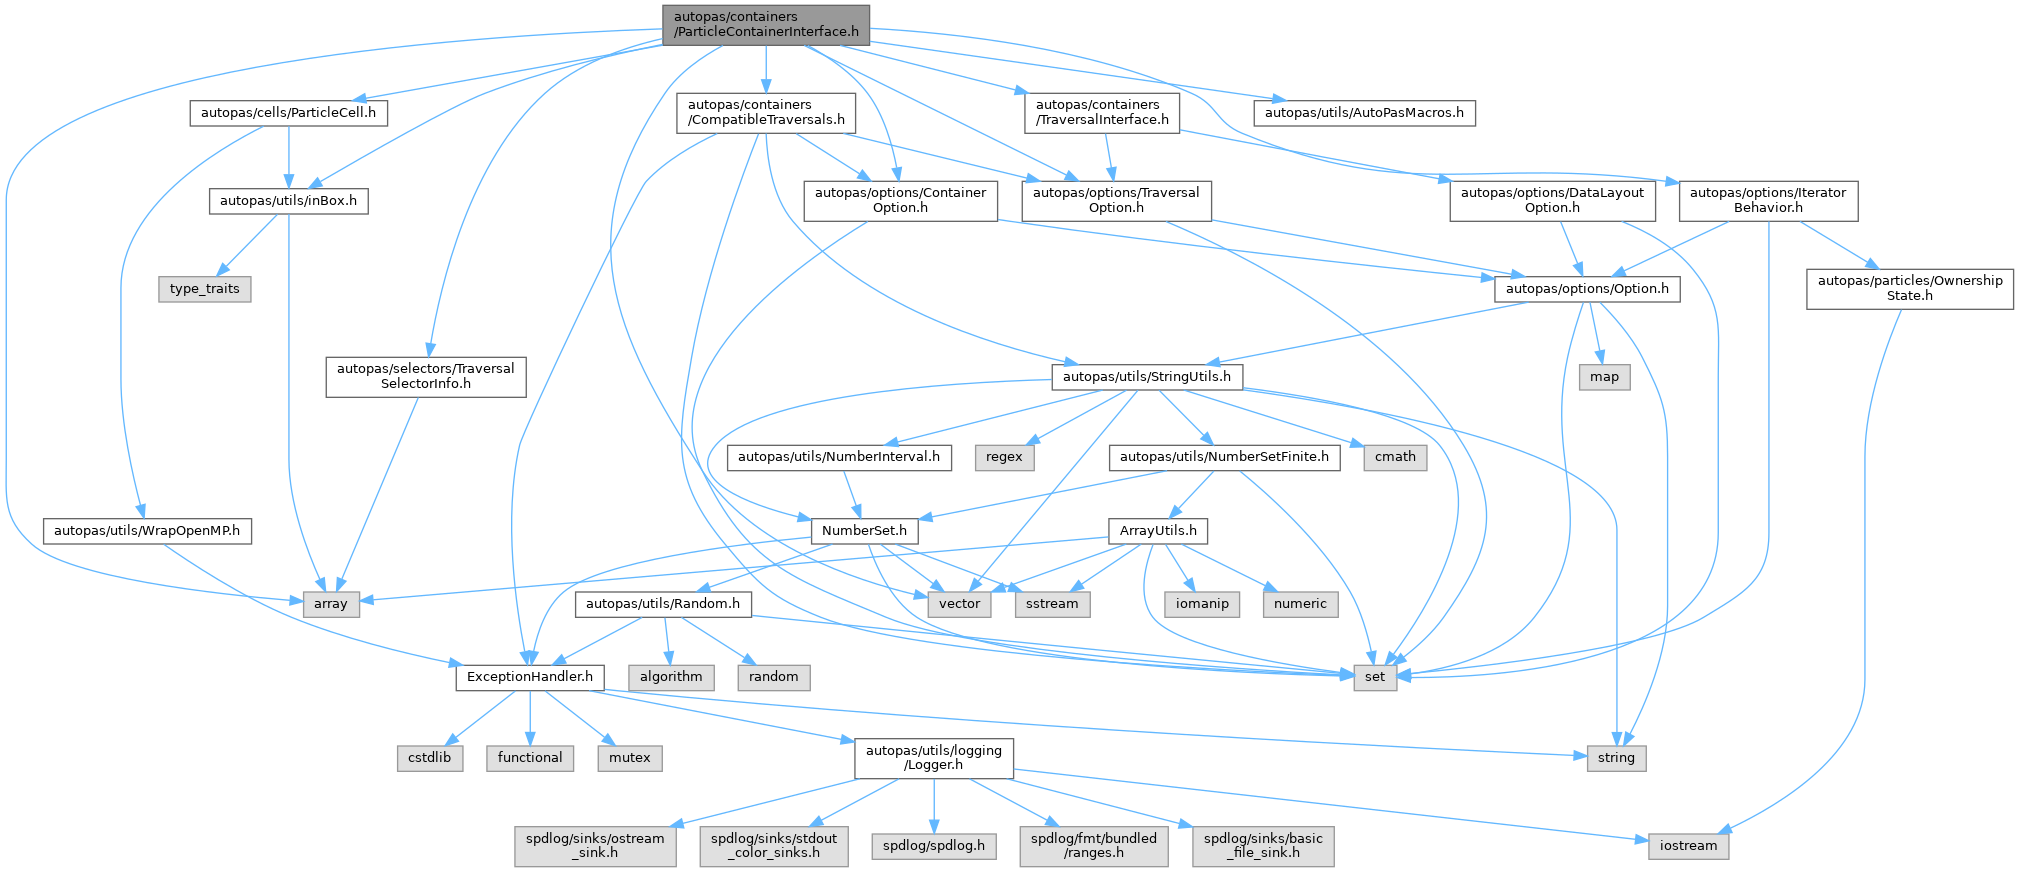 autopas/containers
/ParticleContainerInterface.h
autopas/cells/ParticleCell.h
autopas/containers
/CompatibleTraversals.h
autopas/containers
/TraversalInterface.h
autopas/utils/AutoPasMacros.h
autopas/utils/inBox.h
autopas/options/Container
Option.h
autopas/options/Traversal
Option.h
autopas/options/DataLayout
Option.h
autopas/options/Iterator
Behavior.h
type_traits
autopas/options/Option.h
autopas/particles/Ownership
State.h
autopas/selectors/Traversal
SelectorInfo.h
autopas/utils/StringUtils.h
map
autopas/utils/NumberInterval.h
regex
autopas/utils/NumberSetFinite.h
cmath
autopas/utils/WrapOpenMP.h
NumberSet.h
ArrayUtils.h
array
autopas/utils/Random.h
vector
sstream
iomanip
numeric
ExceptionHandler.h
algorithm
random
set
cstdlib
functional
mutex
autopas/utils/logging
/Logger.h
string
spdlog/sinks/ostream
_sink.h
spdlog/sinks/stdout
_color_sinks.h
spdlog/spdlog.h
spdlog/fmt/bundled
/ranges.h
spdlog/sinks/basic
_file_sink.h
iostream